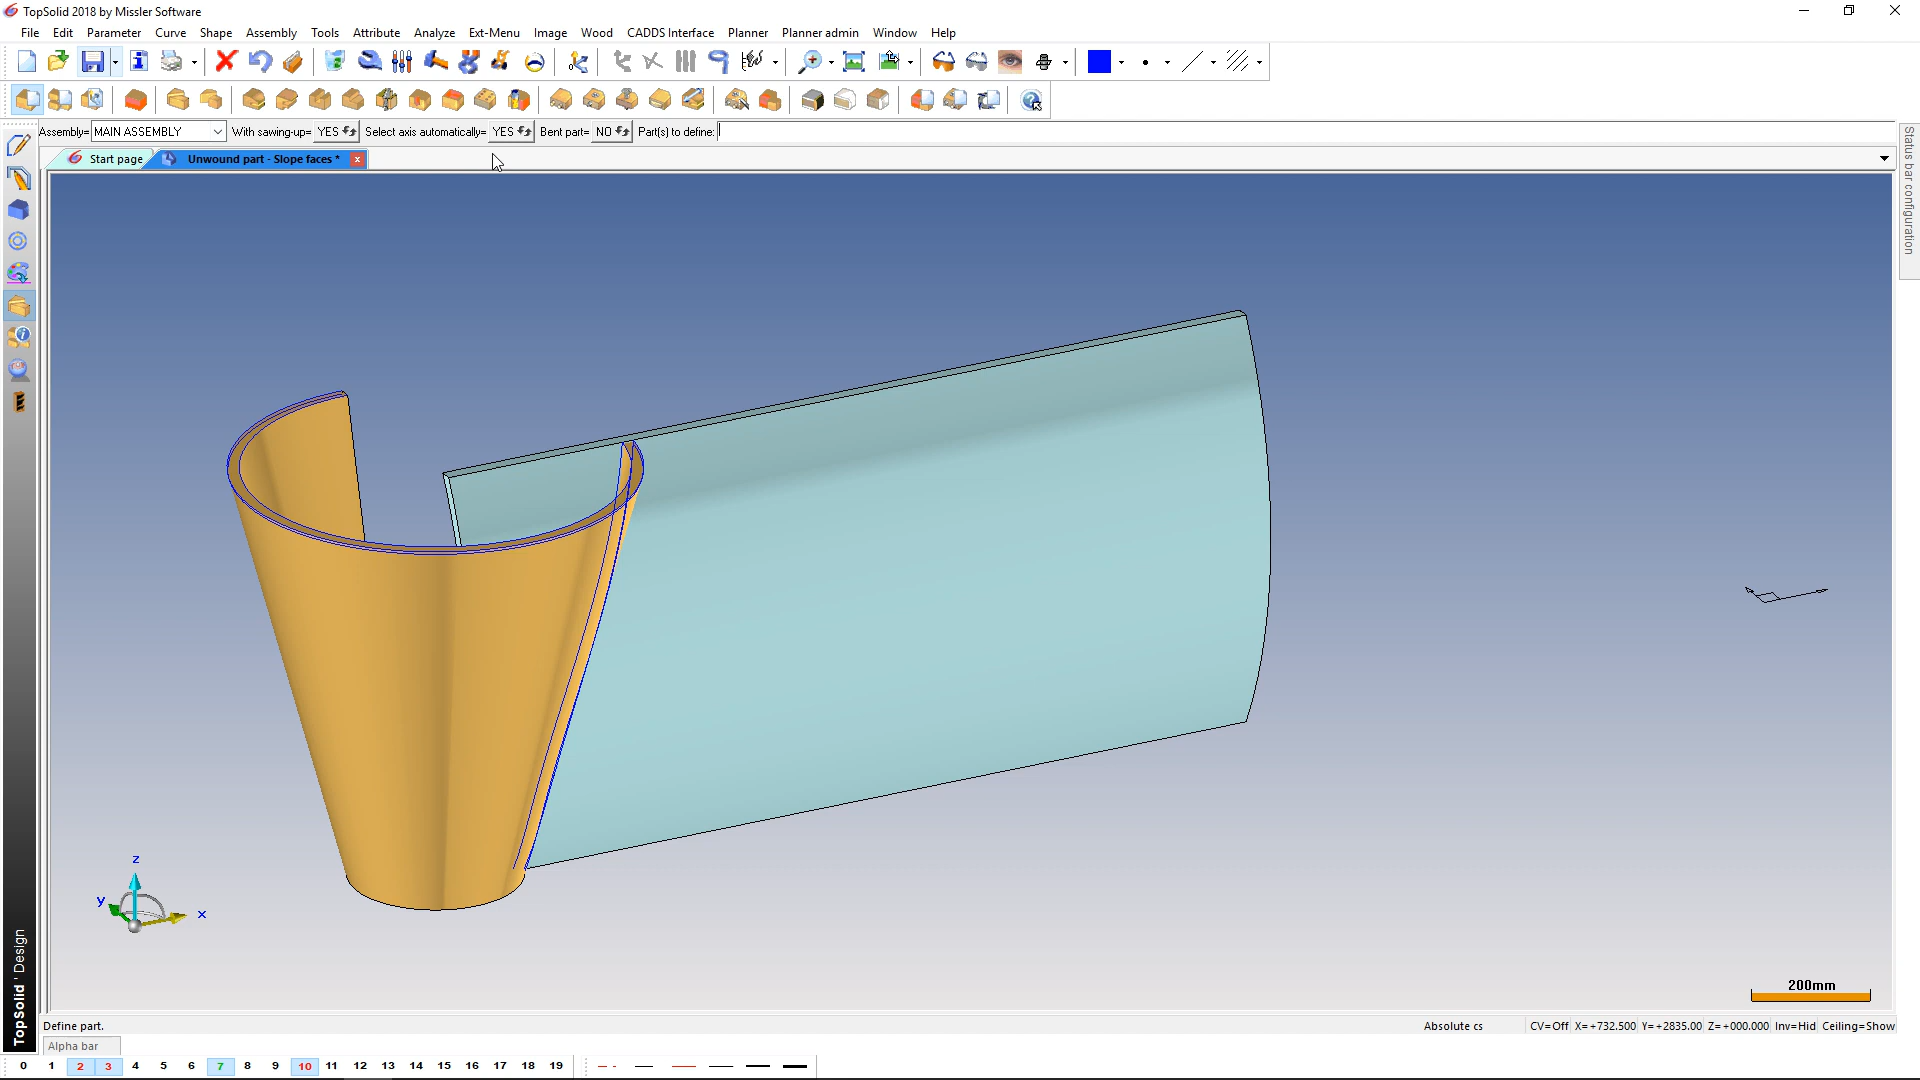 TopSolid 2018 by Missler Software
File Edit Parameter Curve Shape Assembly Tools Attribute Analyze Ext-Menu Image Wood CADDS Interface Planner Planner admin Window Help
Assembly= MAIN ASSEMBLY With sawing-up= YES Select axis automatically= YES Bent part= NO Part(s) to define:
Start page Unwound part - Slope faces * x
Status bar configuration
z
y
x
TopSolid ' Design
200mm
Define part. Absolute cs CV=Off X=+732.500 Y=+2835.00 Z=+000.000 Inv=Hid Ceiling=Show
Alpha bar
0 1 2 3 4 5 6 7 8 9 10 11 12 13 14 15 16 17 18 19